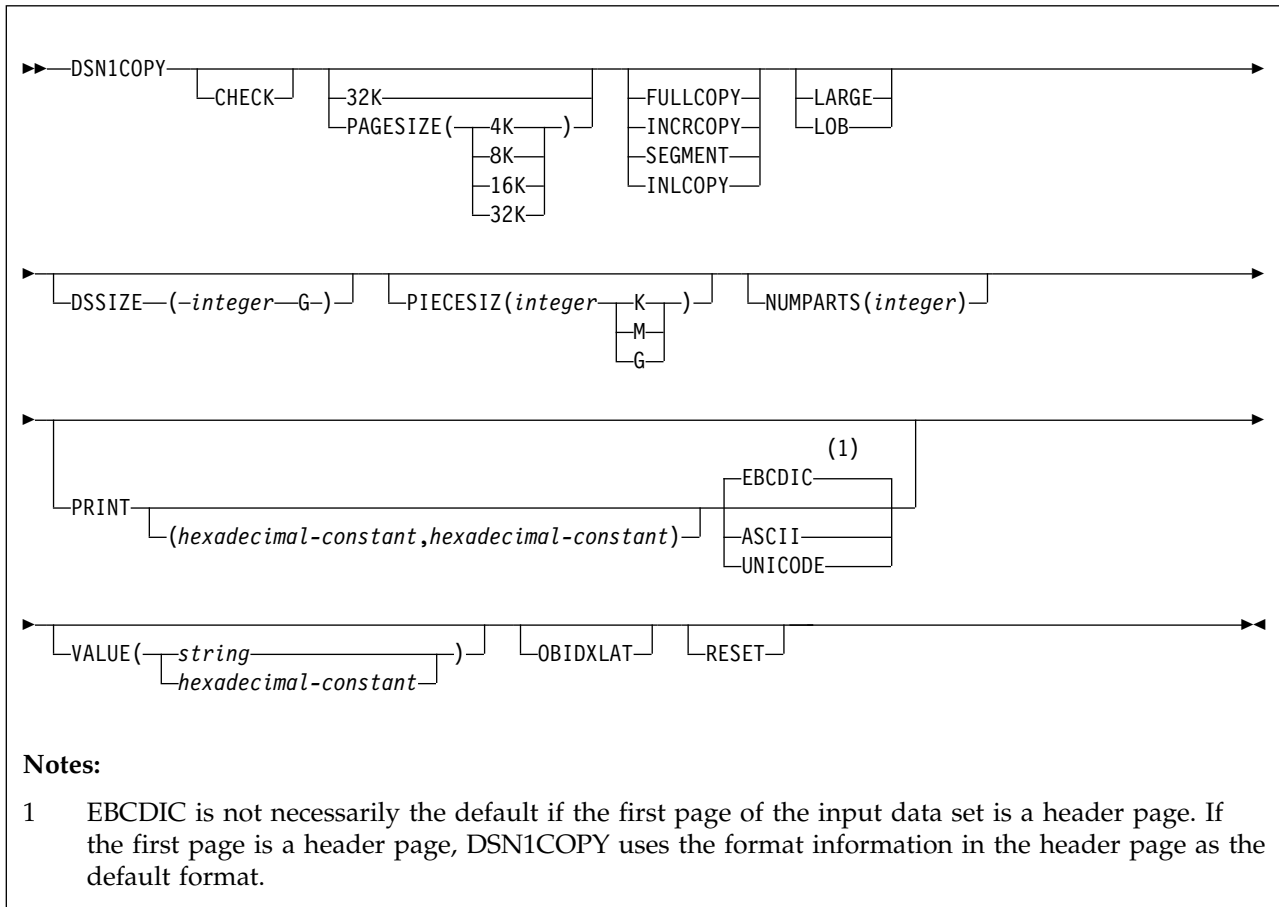 DSN1COPY
CHECK 32K FULLCOPY LARGE
PAGESIZE( 4K ) INCRCOPY LOB
8K SEGMENT
16K INLCOPY
32K
DSSIZE ( integer G ) PIECESIZ(integer K ) NUMPARTS(integer)
M
G
(1)
EBCDIC
PRINT
(hexadecimal-constant,hexadecimal-constant) ASCII
UNICODE
VALUE( string ) OBIDXLAT RESET
hexadecimal-constant
Notes:
1 EBCDIC is not necessarily the default if the first page of the input data set is a header page. If
the first page is a header page, DSN1COPY uses the format information in the header page as the
default format.